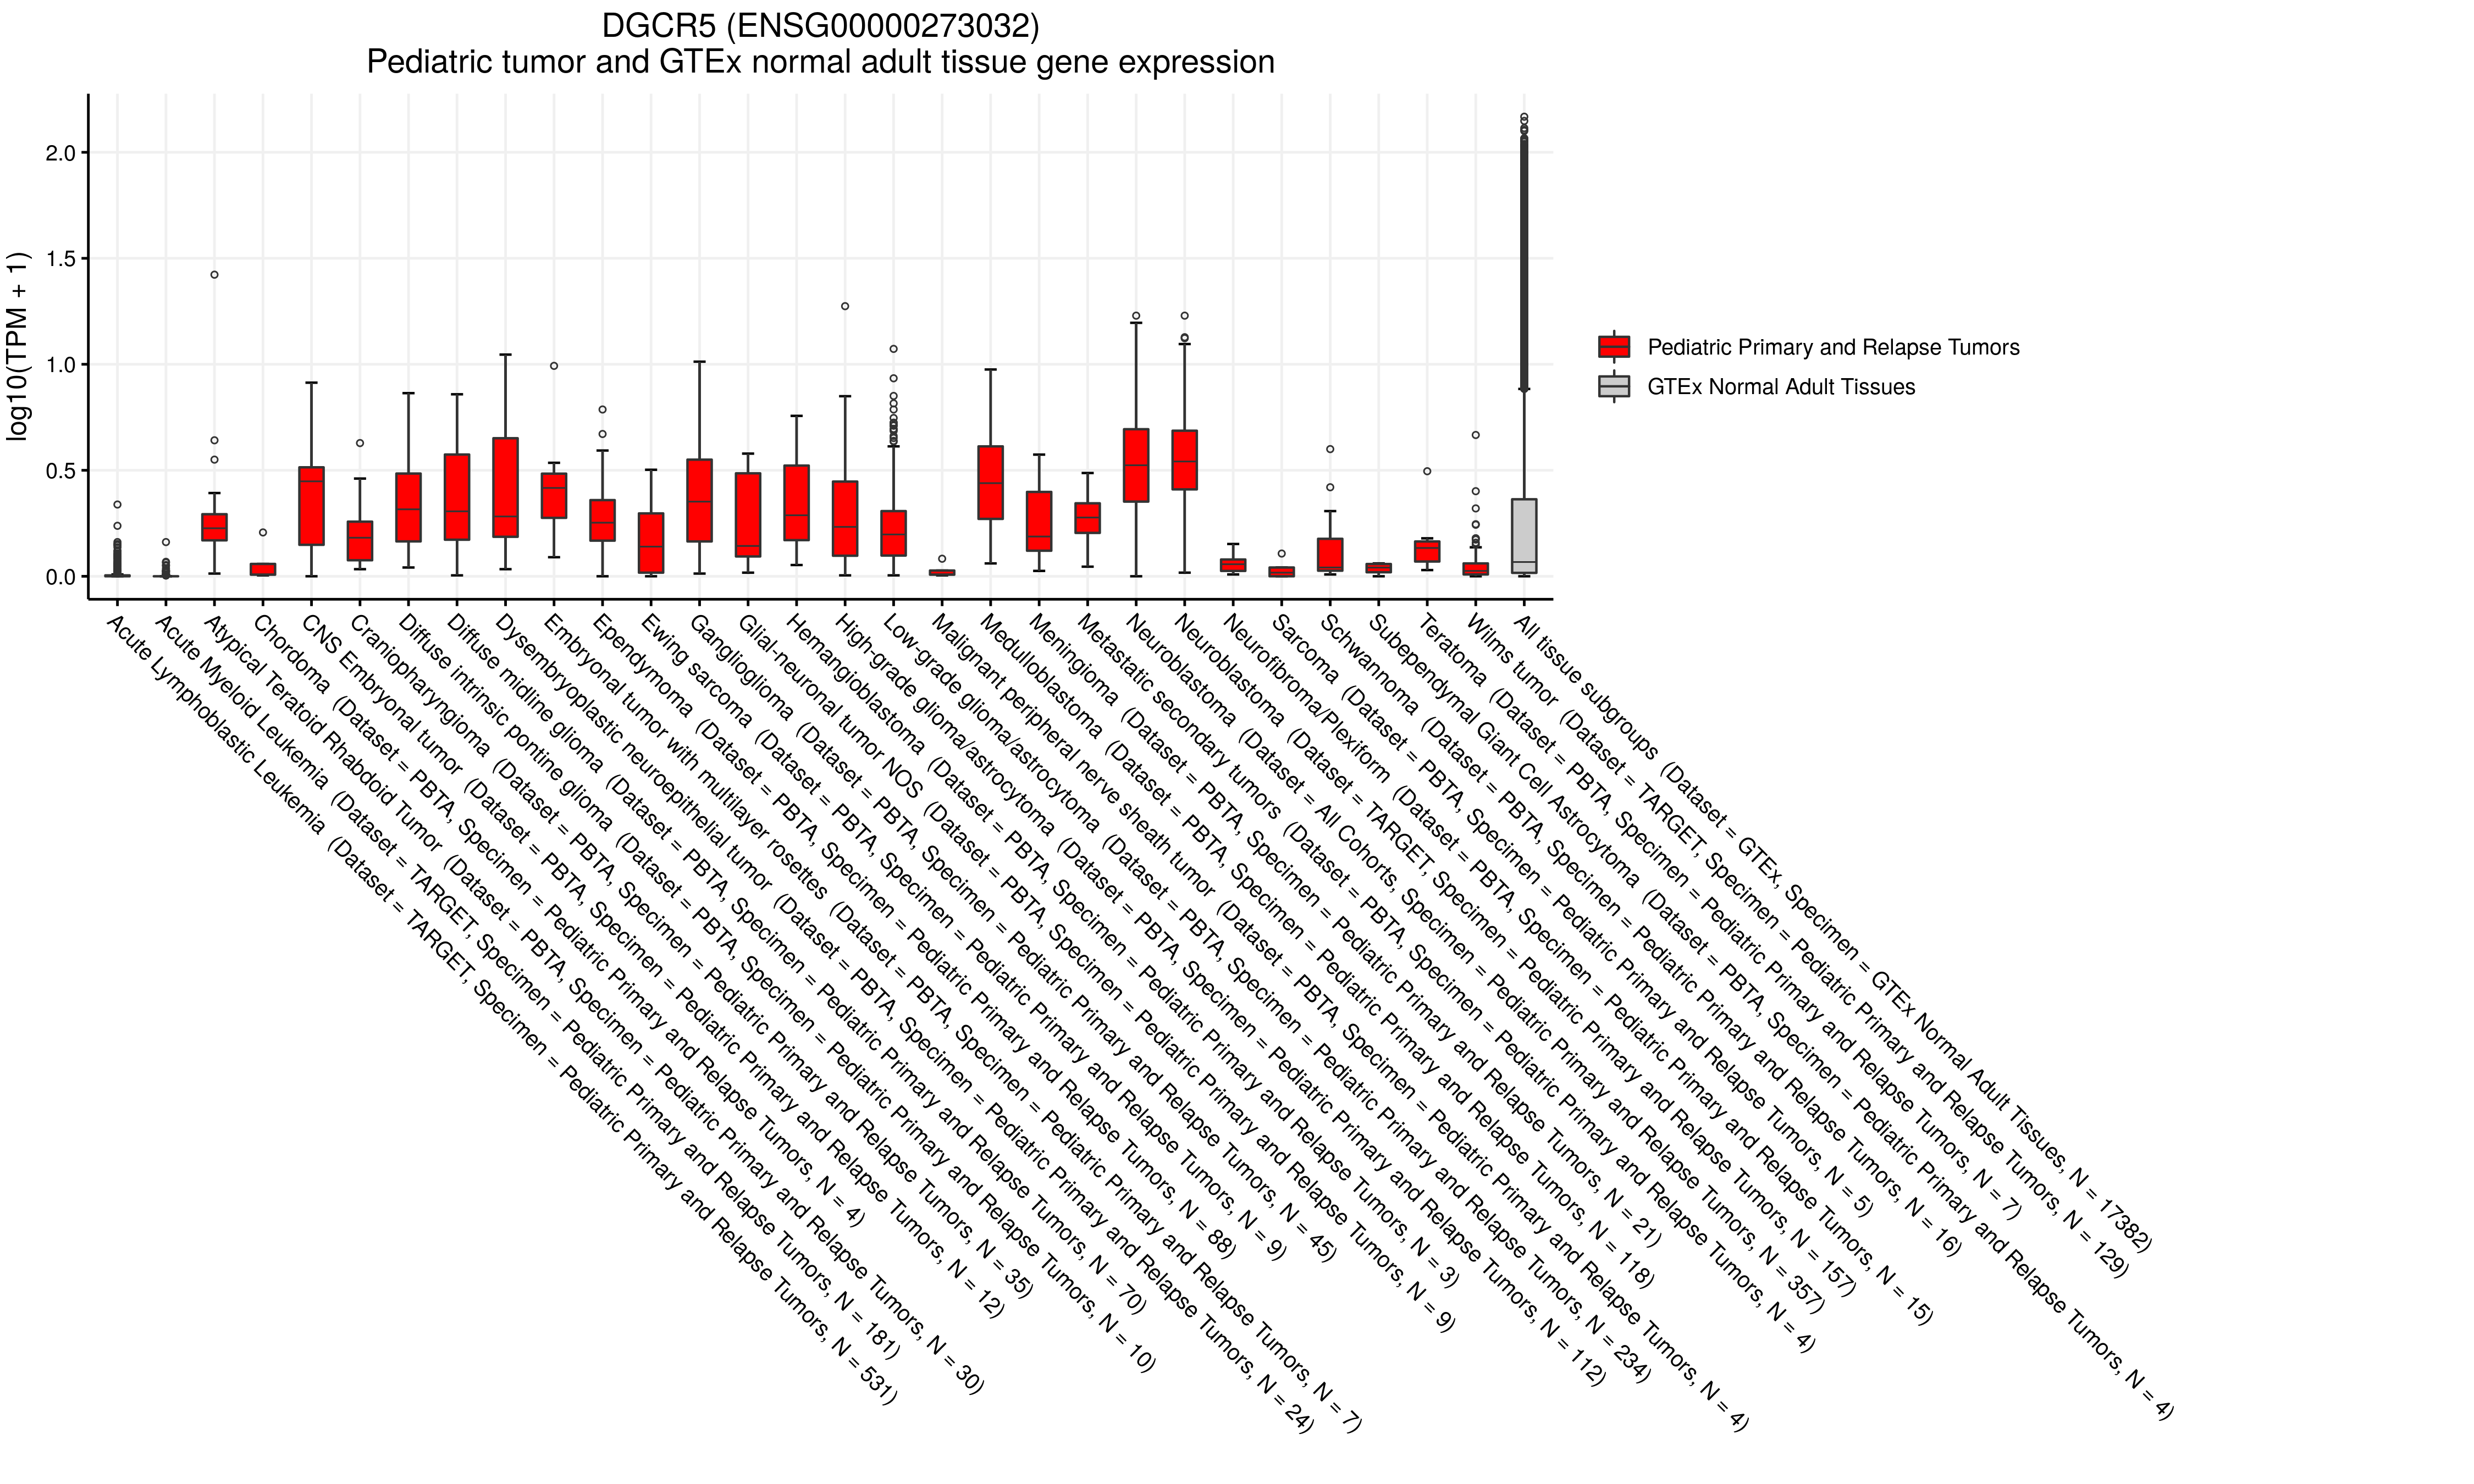 DGCR5 (ENSG00000273032)
Pediatric tumor and GTEx normal adult tissue gene expression
log10(TPM + 1)
2.0
1.5
1.0
0.5
0.0
Pediatric Primary and Relapse Tumors
GTEx Normal Adult Tissues
Acute Lymphoblastic Leukemia (Dataset = TARGET, Specimen = Pediatric Primary and Relapse Tumors, N = 531)
Acute Myeloid Leukemia (Dataset = TARGET, Specimen = Pediatric Primary and Relapse Tumors, N = 181)
Atypical Teratoid Rhabdoid Tumor (Dataset = PBTA, Specimen = Pediatric Primary and Relapse Tumors, N = 30)
Chordoma (Dataset = PBTA, Specimen = Pediatric Primary and Relapse Tumors, N = 4)
CNS Embryonal tumor (Dataset = PBTA, Specimen = Pediatric Primary and Relapse Tumors, N = 12)
Craniopharyngioma (Dataset = PBTA, Specimen = Pediatric Primary and Relapse Tumors, N = 35)
Diffuse intrinsic pontine glioma (Dataset = PBTA, Specimen = Pediatric Primary and Relapse Tumors, N = 10)
Diffuse midline glioma (Dataset = PBTA, Specimen = Pediatric Primary and Relapse Tumors, N = 70)
Dysembryoplastic neuroepithelial tumor (Dataset = PBTA, Specimen = Pediatric Primary and Relapse Tumors, N = 24)
Embryonal tumor with multilayer rosettes (Dataset = PBTA, Specimen = Pediatric Primary and Relapse Tumors, N = 7)
Ependymoma (Dataset = PBTA, Specimen = Pediatric Primary and Relapse Tumors, N = 88)
Ewing sarcoma (Dataset = PBTA, Specimen = Pediatric Primary and Relapse Tumors, N = 9)
Ganglioglioma (Dataset = PBTA, Specimen = Pediatric Primary and Relapse Tumors, N = 45)
Glial-neuronal tumor NOS (Dataset = PBTA, Specimen = Pediatric Primary and Relapse Tumors, N = 9)
Hemangioblastoma (Dataset = PBTA, Specimen = Pediatric Primary and Relapse Tumors, N = 3)
High-grade glioma/astrocytoma (Dataset = PBTA, Specimen = Pediatric Primary and Relapse Tumors, N = 112)
Low-grade glioma/astrocytoma (Dataset = PBTA, Specimen = Pediatric Primary and Relapse Tumors, N = 234)
Malignant peripheral nerve sheath tumor (Dataset = PBTA, Specimen = Pediatric Primary and Relapse Tumors, N = 4)
Medulloblastoma (Dataset = PBTA, Specimen = Pediatric Primary and Relapse Tumors, N = 118)
Meningioma (Dataset = PBTA, Specimen = Pediatric Primary and Relapse Tumors, N = 21)
Metastatic secondary tumors (Dataset = PBTA, Specimen = Pediatric Primary and Relapse Tumors, N = 4)
Neuroblastoma (Dataset = All Cohorts, Specimen = Pediatric Primary and Relapse Tumors, N = 357)
Neuroblastoma (Dataset = TARGET, Specimen = Pediatric Primary and Relapse Tumors, N = 157)
Neurofibroma/Plexiform (Dataset = PBTA, Specimen = Pediatric Primary and Relapse Tumors, N = 15)
Sarcoma (Dataset = PBTA, Specimen = Pediatric Primary and Relapse Tumors, N = 5)
Schwannoma (Dataset = PBTA, Specimen = Pediatric Primary and Relapse Tumors, N = 16)
Subependymal Giant Cell Astrocytoma (Dataset = PBTA, Specimen = Pediatric Primary and Relapse Tumors, N = 4)
Teratoma (Dataset = PBTA, Specimen = Pediatric Primary and Relapse Tumors, N = 7)
Wilms tumor (Dataset = TARGET, Specimen = Pediatric Primary and Relapse Tumors, N = 129)
All tissue subgroups (Dataset = GTEx, Specimen = GTEx Normal Adult Tissues, N = 17382)